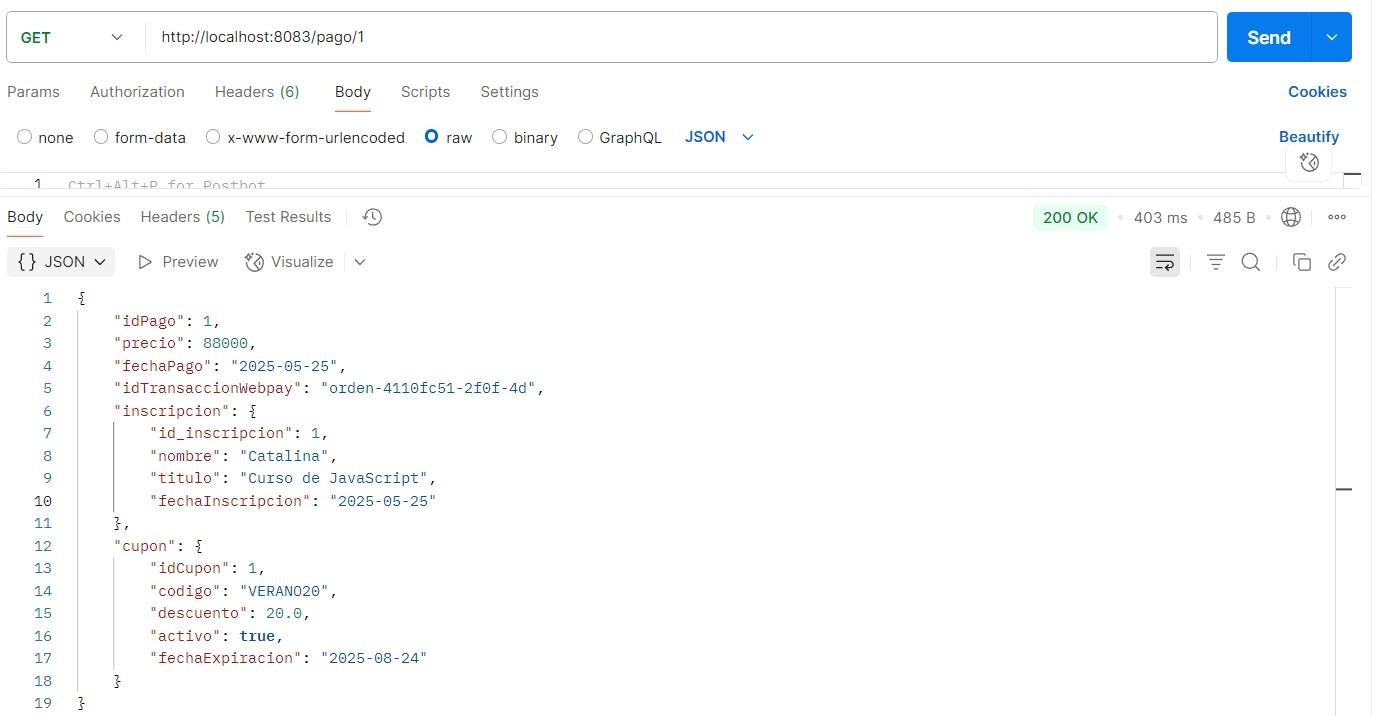 GET http://localhost:8083/pago/1 Send
Params Authorization Headers (6) Body Scripts Settings Cookies
none form-data x-www-form-urlencoded raw binary GraphQL JSON Beautify
1 Ctrl+Alt+P for Postbot
Body Cookies Headers (5) Test Results 200 OK • 403 ms • 485 B •
{} JSON Preview Visualize
1 {
2 "idPago": 1,
3 "precio": 88000,
4 "fechaPago": "2025-05-25",
5 "idTransaccionWebpay": "orden-4110fc51-2f0f-4d",
6 "inscripcion": {
7 "id_inscripcion": 1,
8 "nombre": "Catalina",
9 "titulo": "Curso de JavaScript",
10 "fechaInscripcion": "2025-05-25"
11 },
12 "cupon": {
13 "idCupon": 1,
14 "codigo": "VERANO20",
15 "descuento": 20.0,
16 "activo": true,
17 "fechaExpiracion": "2025-08-24"
18 }
19 }